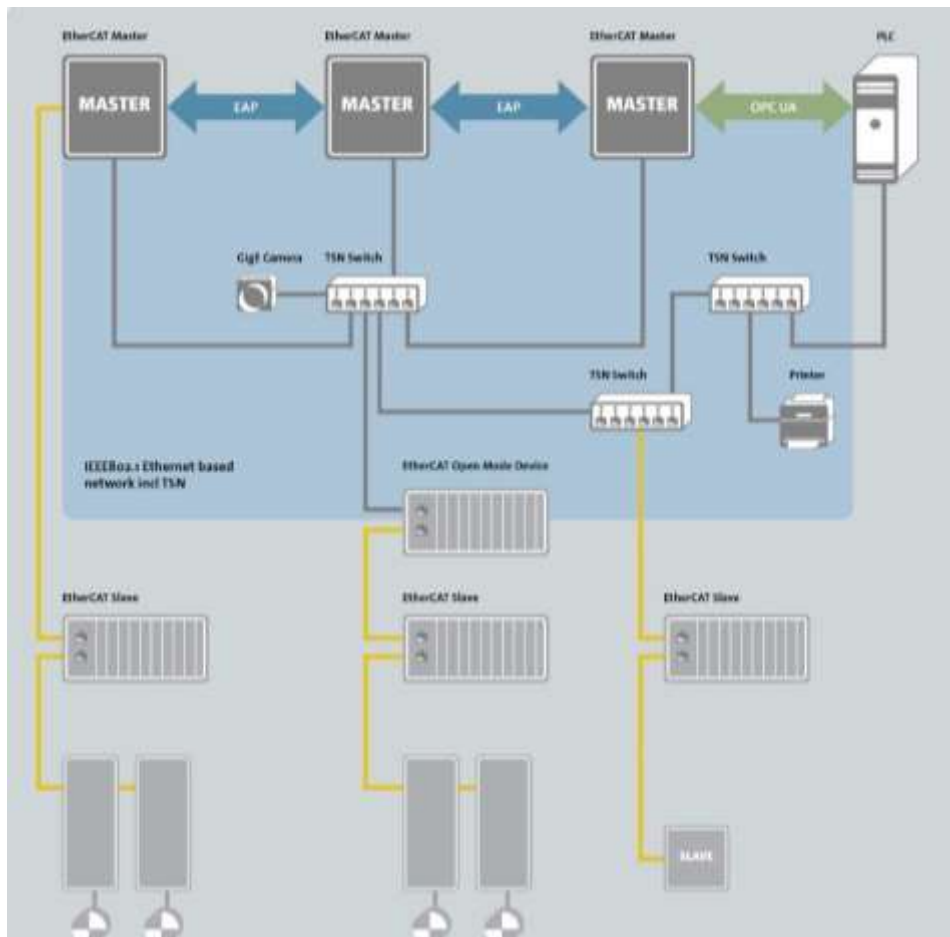 EtherCAT Master
EtherCAT Master
EtherCAT Master
PLC
MASTER
EAP
MASTER
EAP
MASTER
OPC UA
GigE Camera
TSN Switch
TSN Switch
TSN Switch
Printer
IEEE802.1 Ethernet based
network incl TSN
EtherCAT Open Mode Device
EtherCAT Slave
EtherCAT Slave
EtherCAT Slave
SLAVE